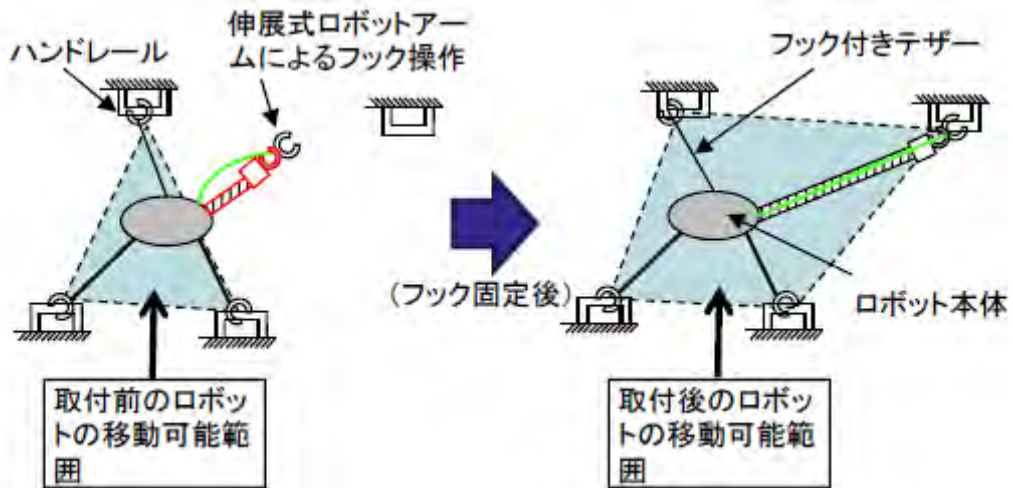 ハンドレール
伸展式ロボットアー
ムによるフック操作
フック付きテザー
(フック固定後)
ロボット本体
取付前のロボッ
トの移動可能範
囲
取付後のロボッ
トの移動可能範
囲